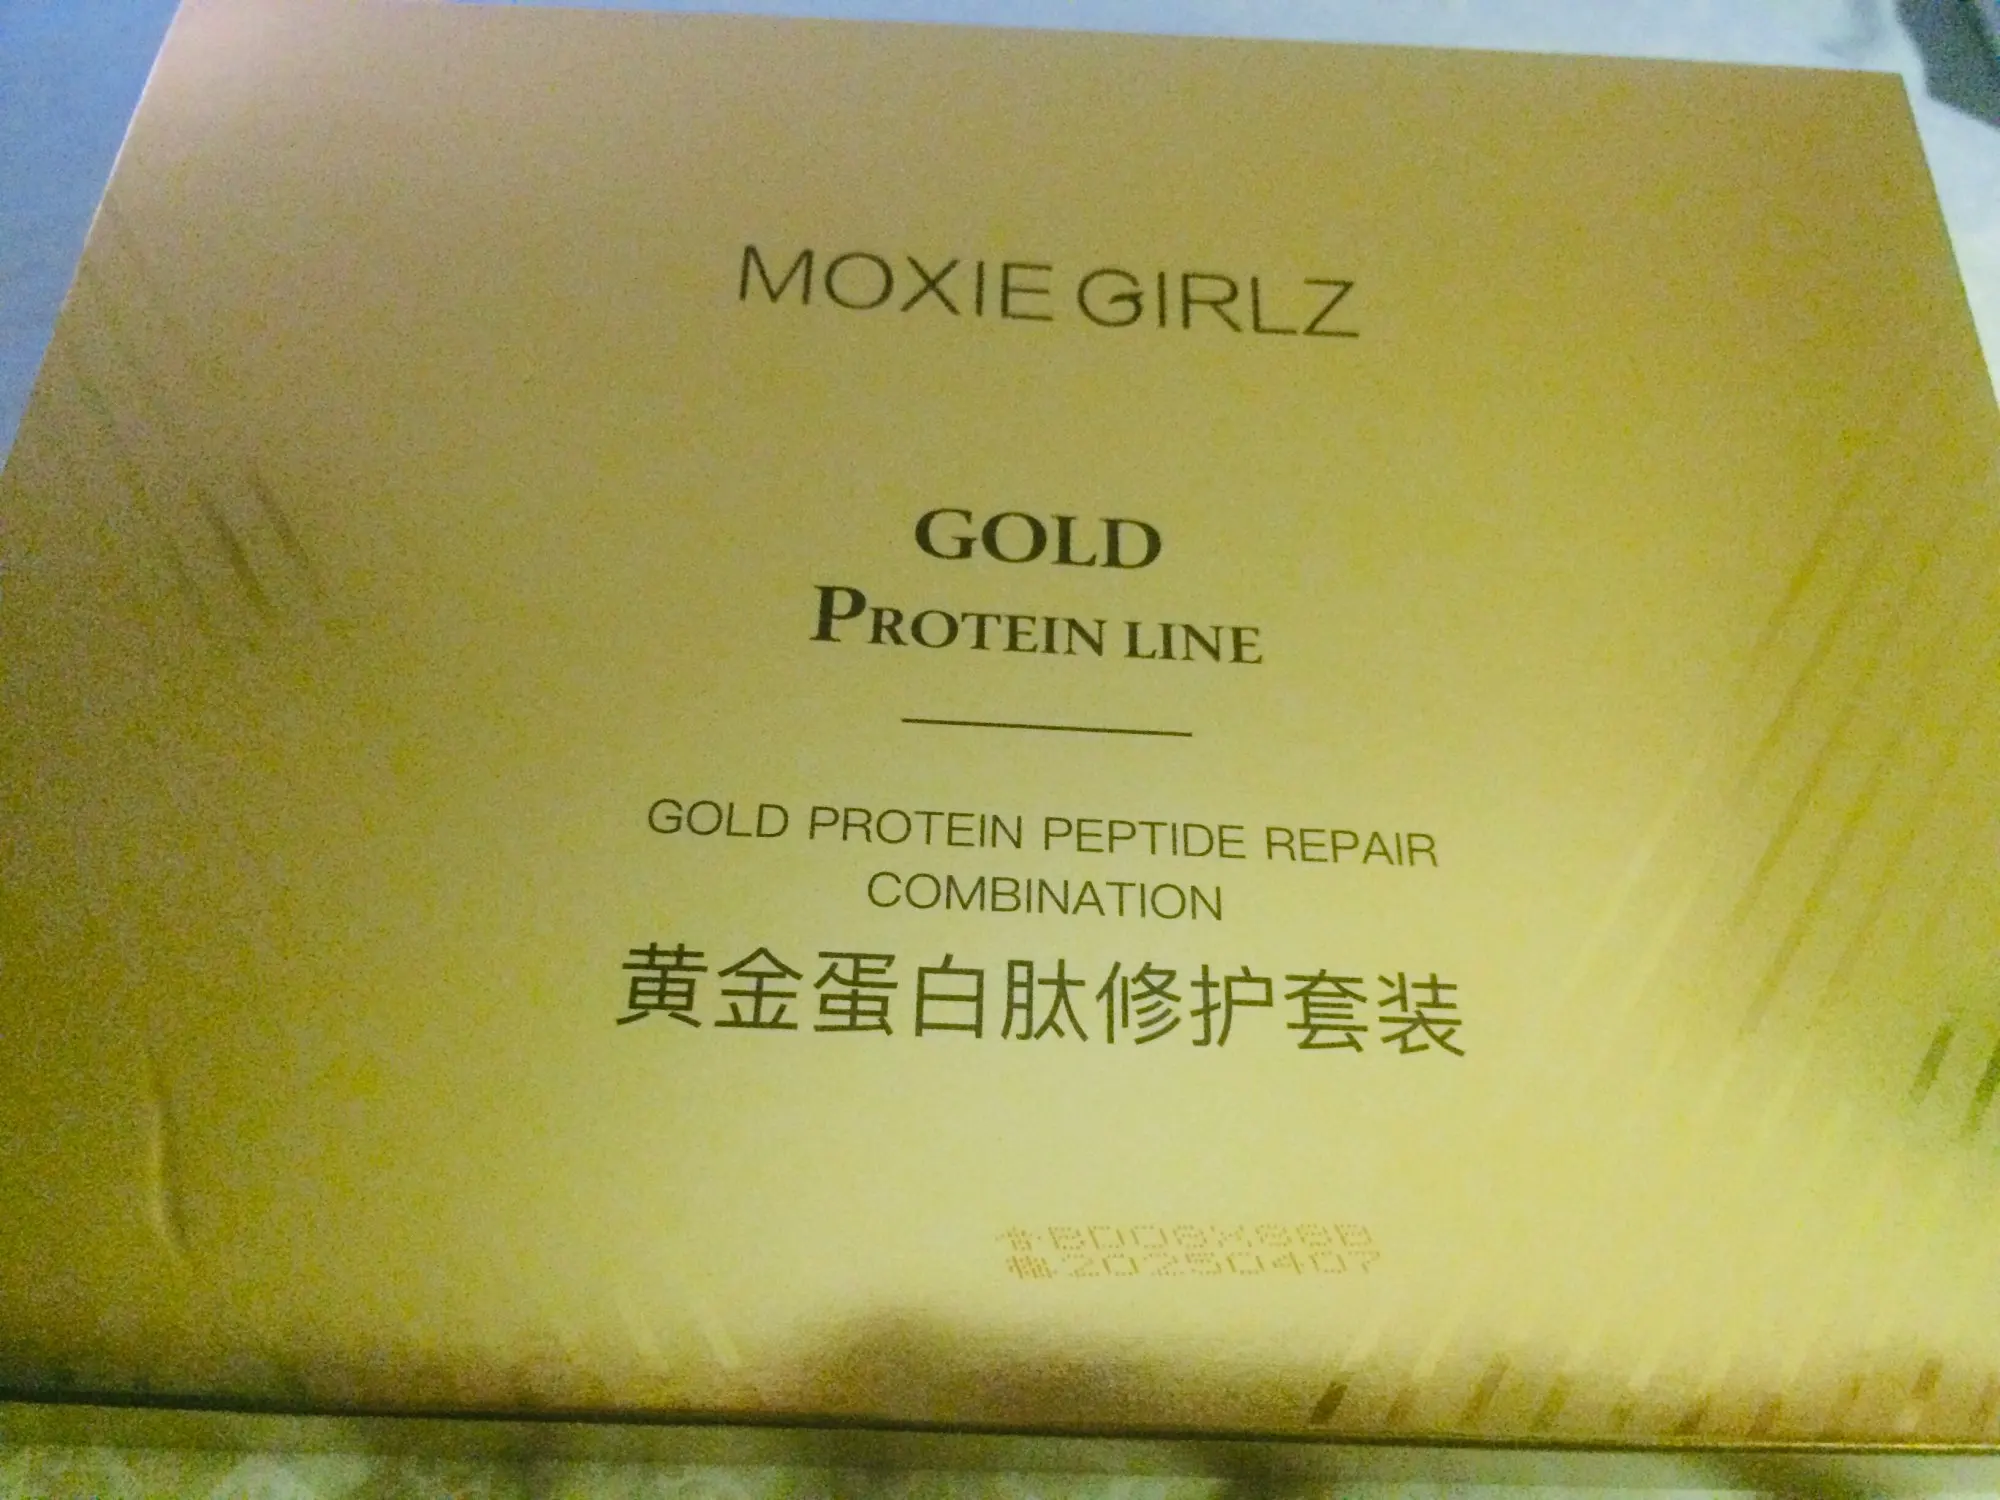 MOXIE GIRLZ
GOLD
PROTEIN LINE
GOLD PROTEIN PEPTIDE REPAIR
COMBINATION
黄金蛋白肽修护套装
20250407